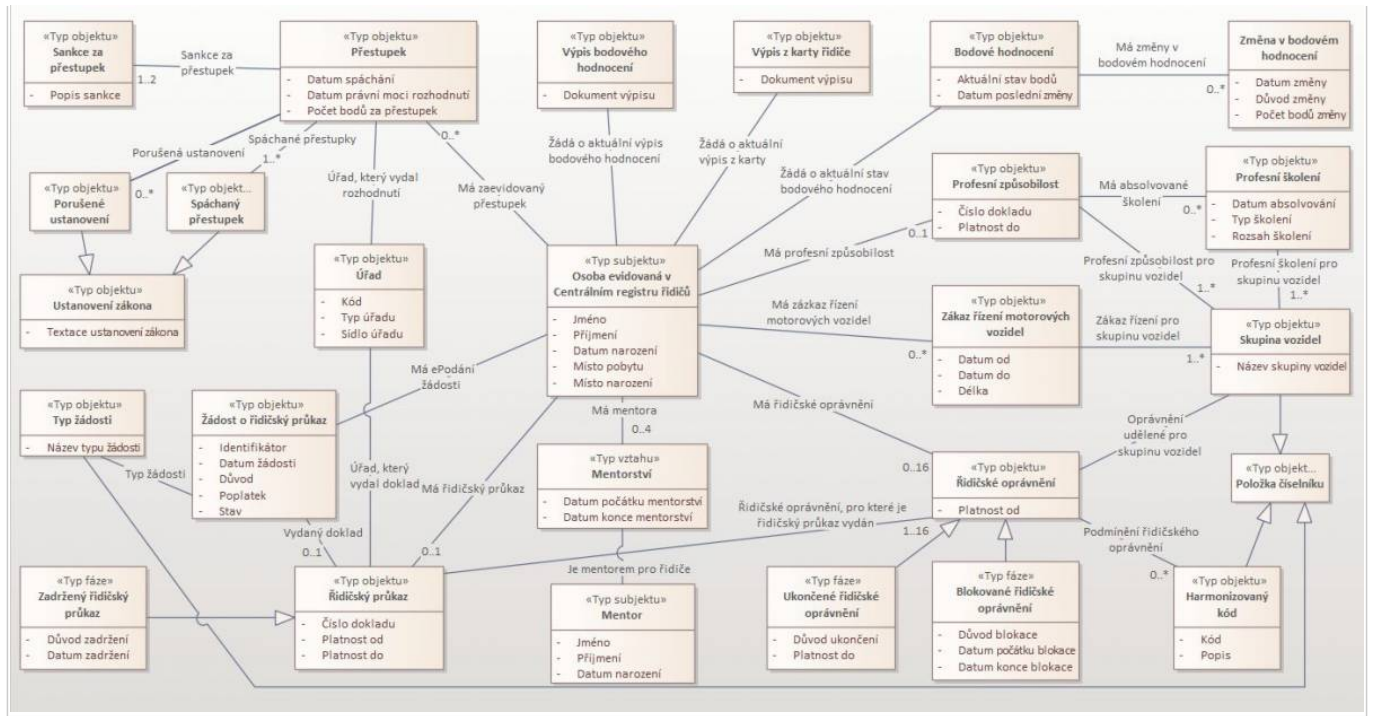 «Typ objektu»
Sankce za
přestupek
- Popis sankce
Sankce za
přestupek
1..2
«Typ objektu»
Přestupek
- Datum spáchání
- Datum právní moci rozhodnutí
- Počet bodů za přestupek
«Typ objektu»
Výpis bodového
hodnocení
- Dokument výpisu
«Typ objektu»
Výpis z karty řidiče
- Dokument výpisu
«Typ objektu»
Bodové hodnocení
- Aktuální stav bodů
- Datum poslední změny
Má změny v
bodovém hodnocení
0..*
«Typ objektu»
Změna v bodovém
hodnocení
- Datum změny
- Důvod změny
- Počet bodů změny
Porušená ustanovení
0..*
Spáchané přestupky
1..*
Úřad, který vydal
rozhodnutí
0..*
Má zaevidovaný
přestupek
Žádá o aktuální výpis
bodového hodnocení
Žádá o aktuální
výpis z karty
Žádá o aktuální stav
bodového hodnocení
«Typ objektu»
Porušené
ustanovení
«Typ objekt...
Spáchaný
přestupek
«Typ objektu»
Profesní způsobilost
- Číslo dokladu
- Platnost do
Má absolvované
školení
0..*
«Typ objektu»
Profesní školení
- Datum absolvování
- Typ školení
- Rozsah školení
Má profesní způsobilost
0..1
Profesní způsobilost pro
skupinu vozidel
1..*
Profesní školení pro
skupinu vozidel
1..*
«Typ objektu»
Ustanovení zákona
- Textace ustanovení zákona
«Typ objektu»
Úřad
- Kód
- Typ úřadu
- Sídlo úřadu
«Typ subjektu»
Osoba evidovaná v
Centrálním registru řidičů
- Jméno
- Příjmení
- Datum narození
- Místo pobytu
- Místo narození
Má zázkaz řízení
motorových vozidel
0..*
«Typ objektu»
Zákaz řízení motorových
vozidel
- Datum od
- Datum do
- Délka
Zákaz řízení pro
skupinu vozidel
1..*
«Typ objektu»
Skupina vozidel
- Název skupiny vozidel
Má ePodání
žádosti
Má mentora
0..4
Má řidičské oprávnění
0..16
Oprávnění
udělené pro
skupinu vozidel
«Typ objektu»
Typ žádosti
- Název typu žádosti
Typ žádosti
«Typ objektu»
Žádost o řidičský průkaz
- Identifikátor
- Datum žádosti
- Důvod
- Poplatek
- Stav
Úřad, který
vydal doklad
Má řidičský průkaz
0..1
Vydaný doklad
0..1
«Typ vztahu»
Mentorství
- Datum počátku mentorství
- Datum konce mentorství
Je mentorem pro řidiče
Řidičské oprávnění, pro které je
řidičský průkaz vydán
1..16
«Typ objektu»
Řidičské oprávnění
- Platnost od
«Typ objekt...
Položka číselníku
Podmínění řidičského
oprávnění
0..*
«Typ fáze»
Zadržený řidičský
průkaz
- Důvod zadržení
- Datum zadržení
«Typ objektu»
Řidičský průkaz
- Číslo dokladu
- Platnost od
- Platnost do
«Typ subjektu»
Mentor
- Jméno
- Příjmení
- Datum narození
«Typ fáze»
Ukončené řidičské
oprávnění
- Důvod ukončení
- Platnost do
«Typ fáze»
Blokované řidičské
oprávnění
- Důvod blokace
- Datum počátku blokace
- Datum konce blokace
«Typ objektu»
Harmonizovaný
kód
- Kód
- Popis